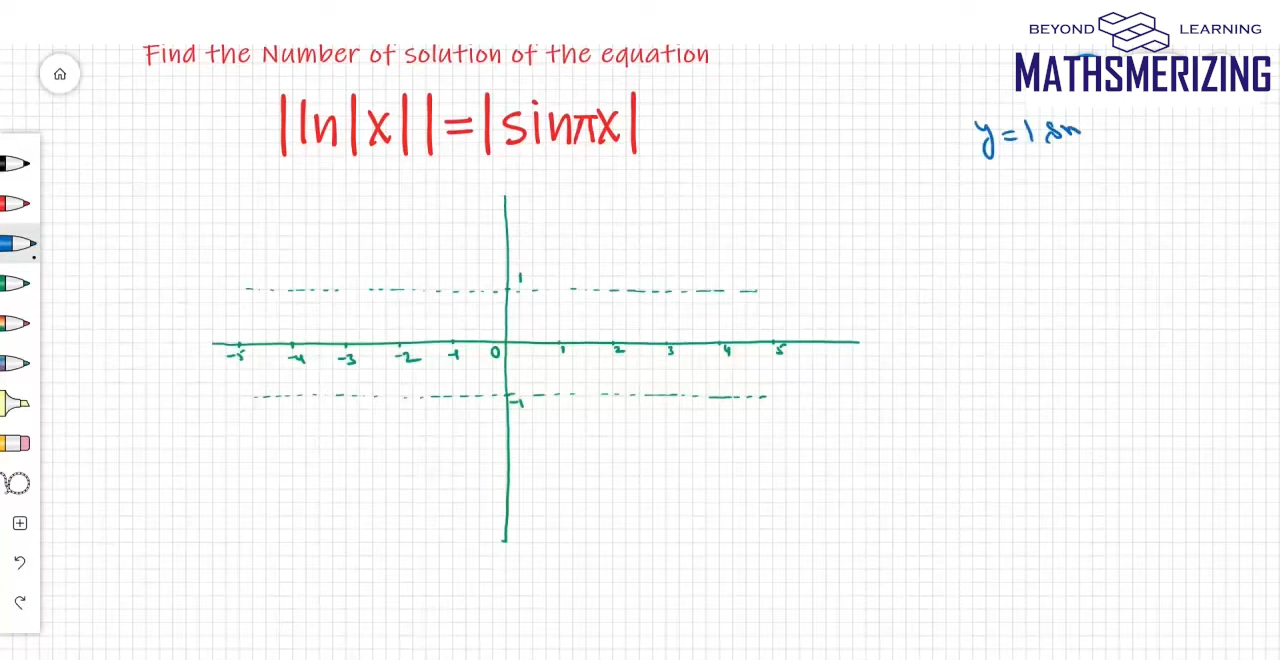 BEYOND LEARNING
MATHSMERIZING
Find the Number of solution of the equation
||ln|x||=|sinπx|
y=|sin
1
-5 -4 -3 -2 -1 0 1 2 3 4 5
-1